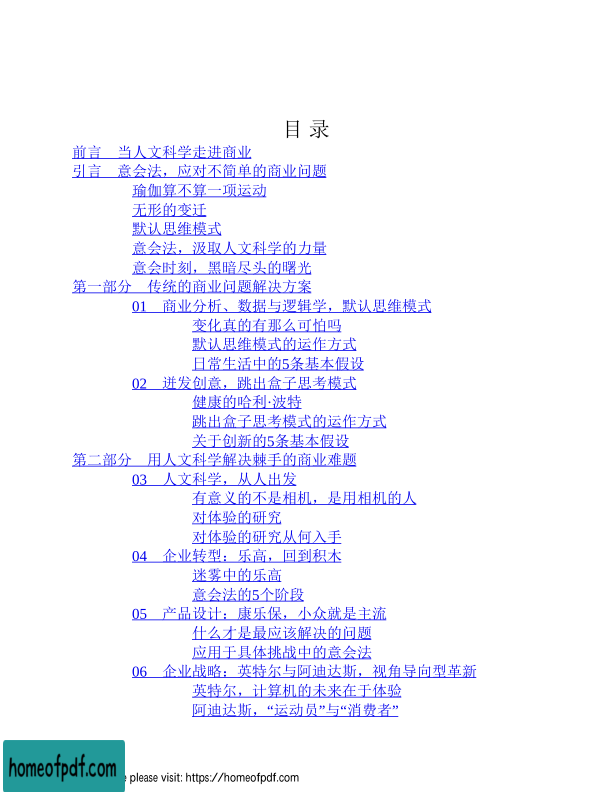 目 录
前言　当人文科学走进商业
引言　意会法，应对不简单的商业问题
瑜伽算不算一项运动
无形的变迁
默认思维模式
意会法，汲取人文科学的力量
意会时刻，黑暗尽头的曙光
第一部分　传统的商业问题解决方案
01　商业分析、数据与逻辑学，默认思维模式
变化真的有那么可怕吗
默认思维模式的运作方式
日常生活中的5条基本假设
02　迸发创意，跳出盒子思考模式
健康的哈利·波特
跳出盒子思考模式的运作方式
关于创新的5条基本假设
第二部分　用人文科学解决棘手的商业难题
03　人文科学，从人出发
有意义的不是相机，是用相机的人
对体验的研究
对体验的研究从何入手
04　企业转型：乐高，回到积木
迷雾中的乐高
意会法的5个阶段
05　产品设计：康乐保，小众就是主流
什么才是最应该解决的问题
应用于具体挑战中的意会法
06　企业战略：英特尔与阿迪达斯，视角导向型革新
英特尔，计算机的未来在于体验
阿迪达斯，“运动员”与“消费者”
homeofpdf.com
please visit: https://homeofpdf.com